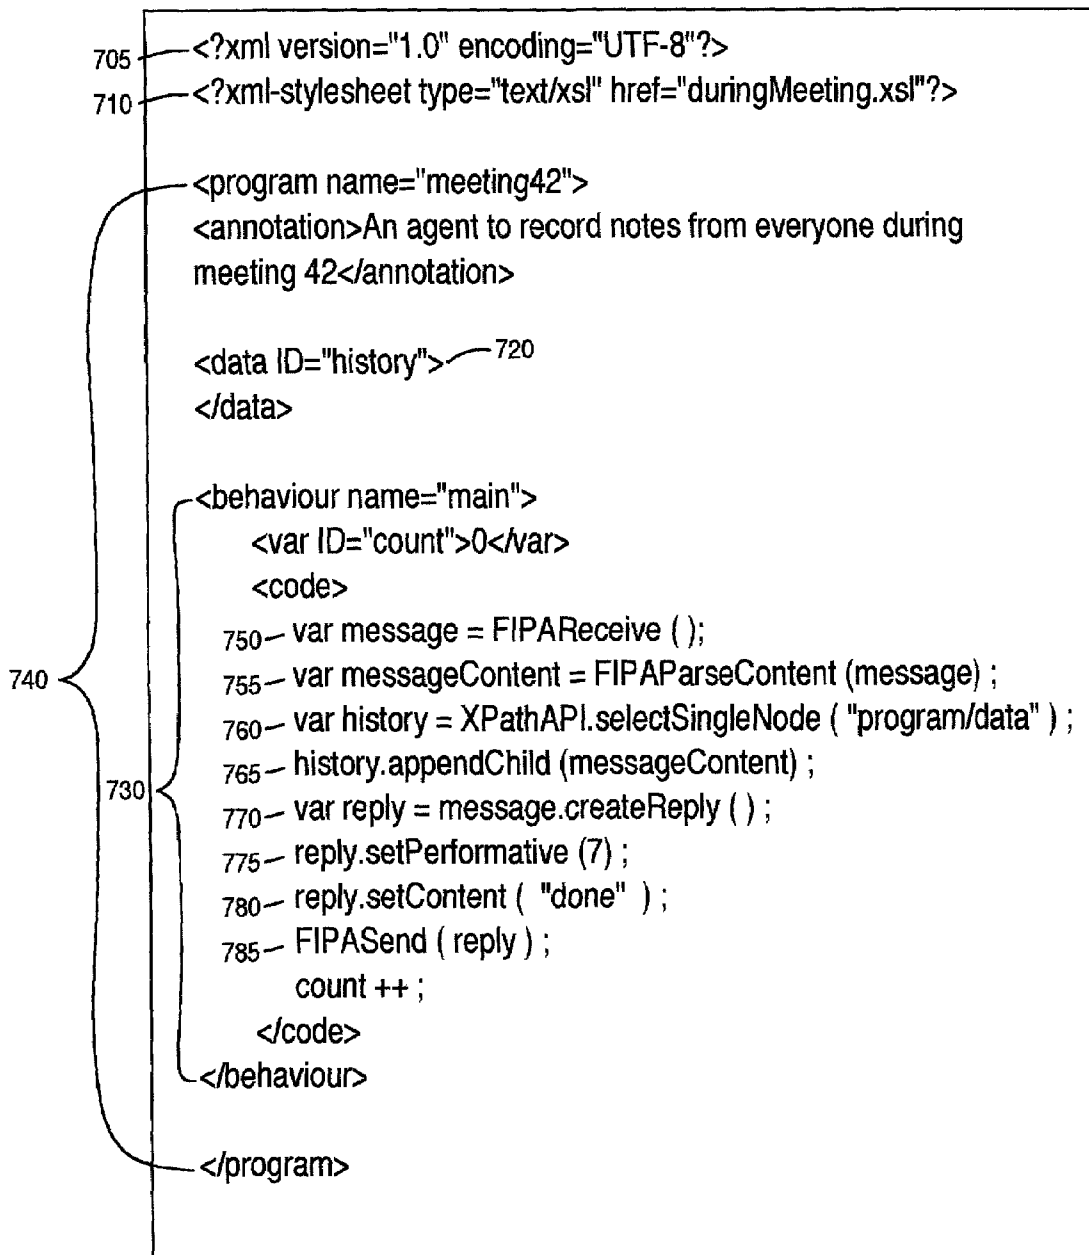 705 <?xml version="1.0" encoding="UTF-8"?>
710 <?xml-stylesheet type="text/xsl" href="duringMeeting.xsl"?>
<program name="meeting42">
<annotation>An agent to record notes from everyone during
meeting 42</annotation>
<data ID="history"> 720
</data>
<behaviour name="main">
<var ID="count">0</var>
<code>
750 var message = FIPAReceive ( );
740
755 var messageContent = FIPAParseContent (message) ;
760 var history = XPathAPI.selectSingleNode ( "program/data" ) ;
765 history.appendChild (messageContent) ;
730
770 var reply = message.createReply ( ) ;
775 reply.setPerformative (7) ;
780 reply.setContent ( "done" ) ;
785 FIPASend ( reply ) ;
count ++ ;
</code>
</behaviour>
</program>